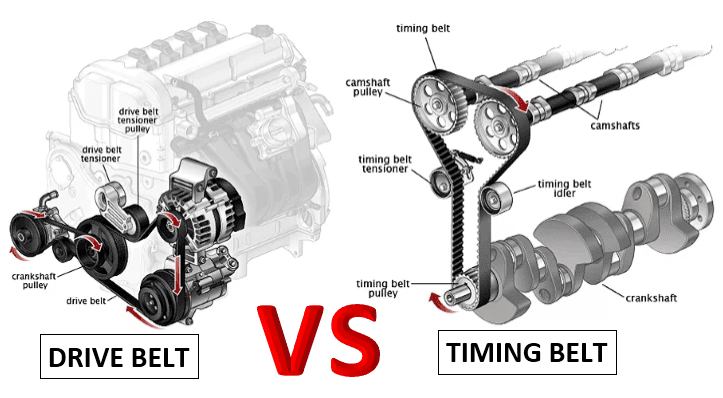 drive belt
tensioner
pulley
drive belt
tensioner
crankshaft
pulley
drive belt
DRIVE BELT
VS
timing belt
camshaft
pulley
camshafts
timing belt
tensioner
timing belt
idler
timing belt
pulley
crankshaft
TIMING BELT